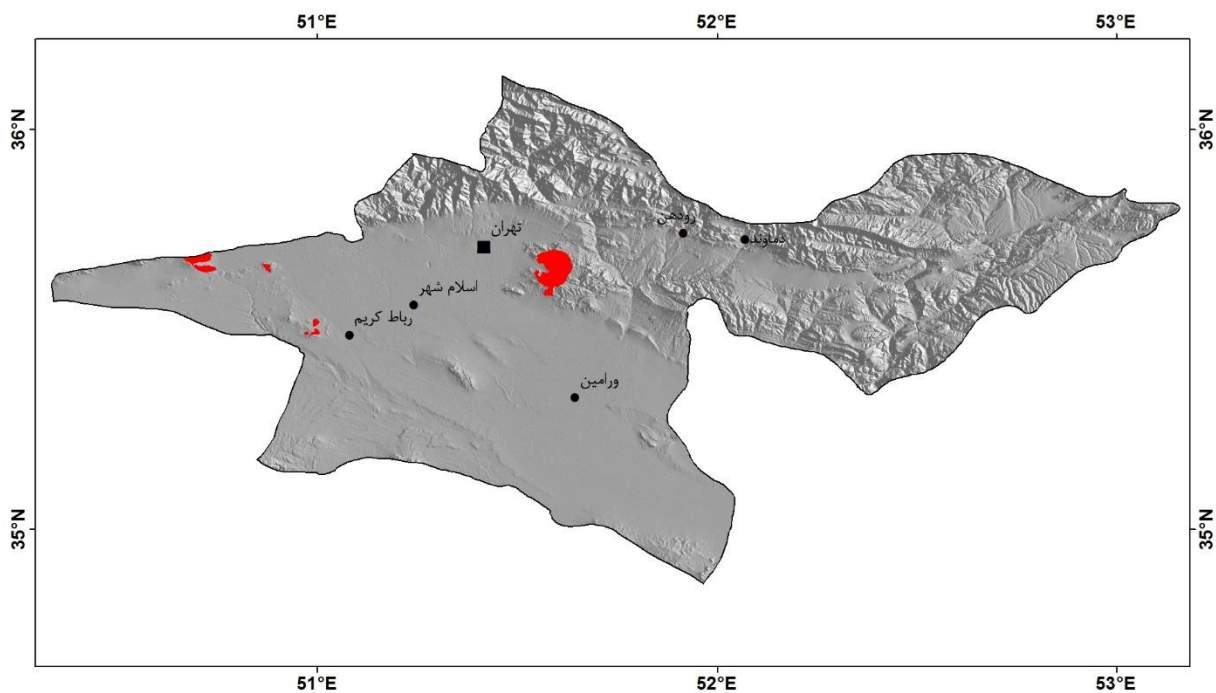 51°E
52°E
53°E
36°N
36°N
رودهن
تهران
دماوند
اسلام شهر
رباط کریم
ورامین
35°N
35°N
51°E
52°E
53°E